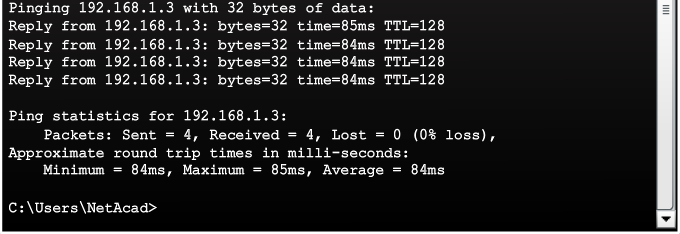 Pinging 192.168.1.3 with 32 bytes of data:
Reply from 192.168.1.3: bytes=32 time=85ms TTL=128
Reply from 192.168.1.3: bytes=32 time=84ms TTL=128
Reply from 192.168.1.3: bytes=32 time=84ms TTL=128
Reply from 192.168.1.3: bytes=32 time=84ms TTL=128

Ping statistics for 192.168.1.3:
    Packets: Sent = 4, Received = 4, Lost = 0 (0% loss),
Approximate round trip times in milli-seconds:
    Minimum = 84ms, Maximum = 85ms, Average = 84ms

C:\Users\NetAcad>